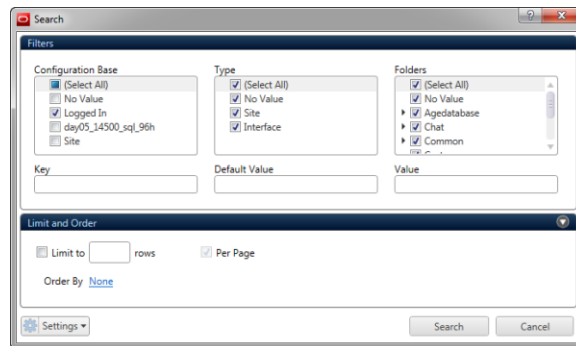 Search
Filters
Configuration Base
(Select All)
No Value
Logged In
day05_14500_sql_96h
Site
Type
(Select All)
No Value
Site
Interface
Folders
(Select All)
No Value
Agedatabase
Chat
Common
Key
Default Value
Value
Limit and Order
Limit to rows Per Page
Order By None
Settings Search Cancel